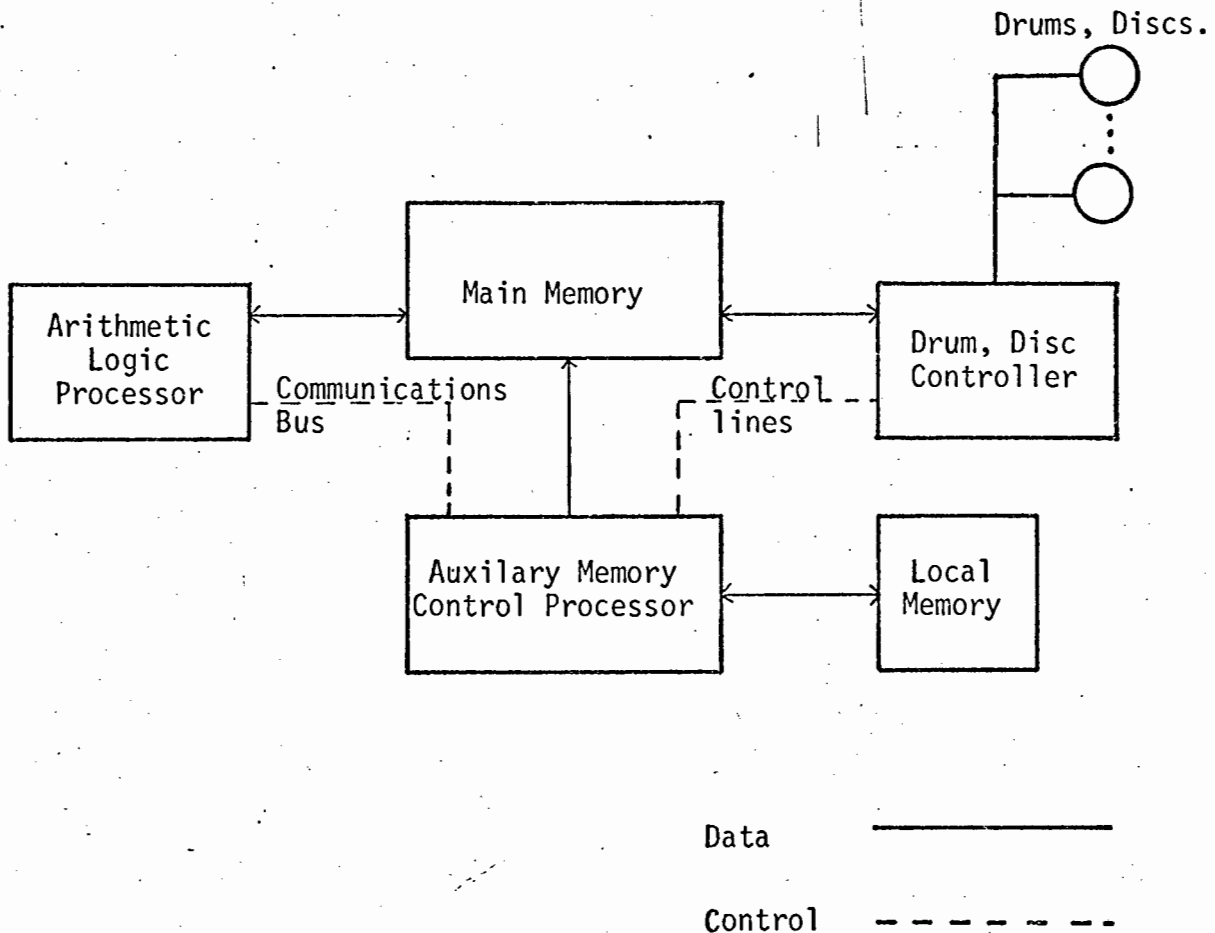 Drums, Discs.
Main Memory
Arithmetic
Logic
Processor
Drum, Disc
Controller
Communications
Bus
Control
lines
Auxilary Memory
Control Processor
Local
Memory
Data
Control